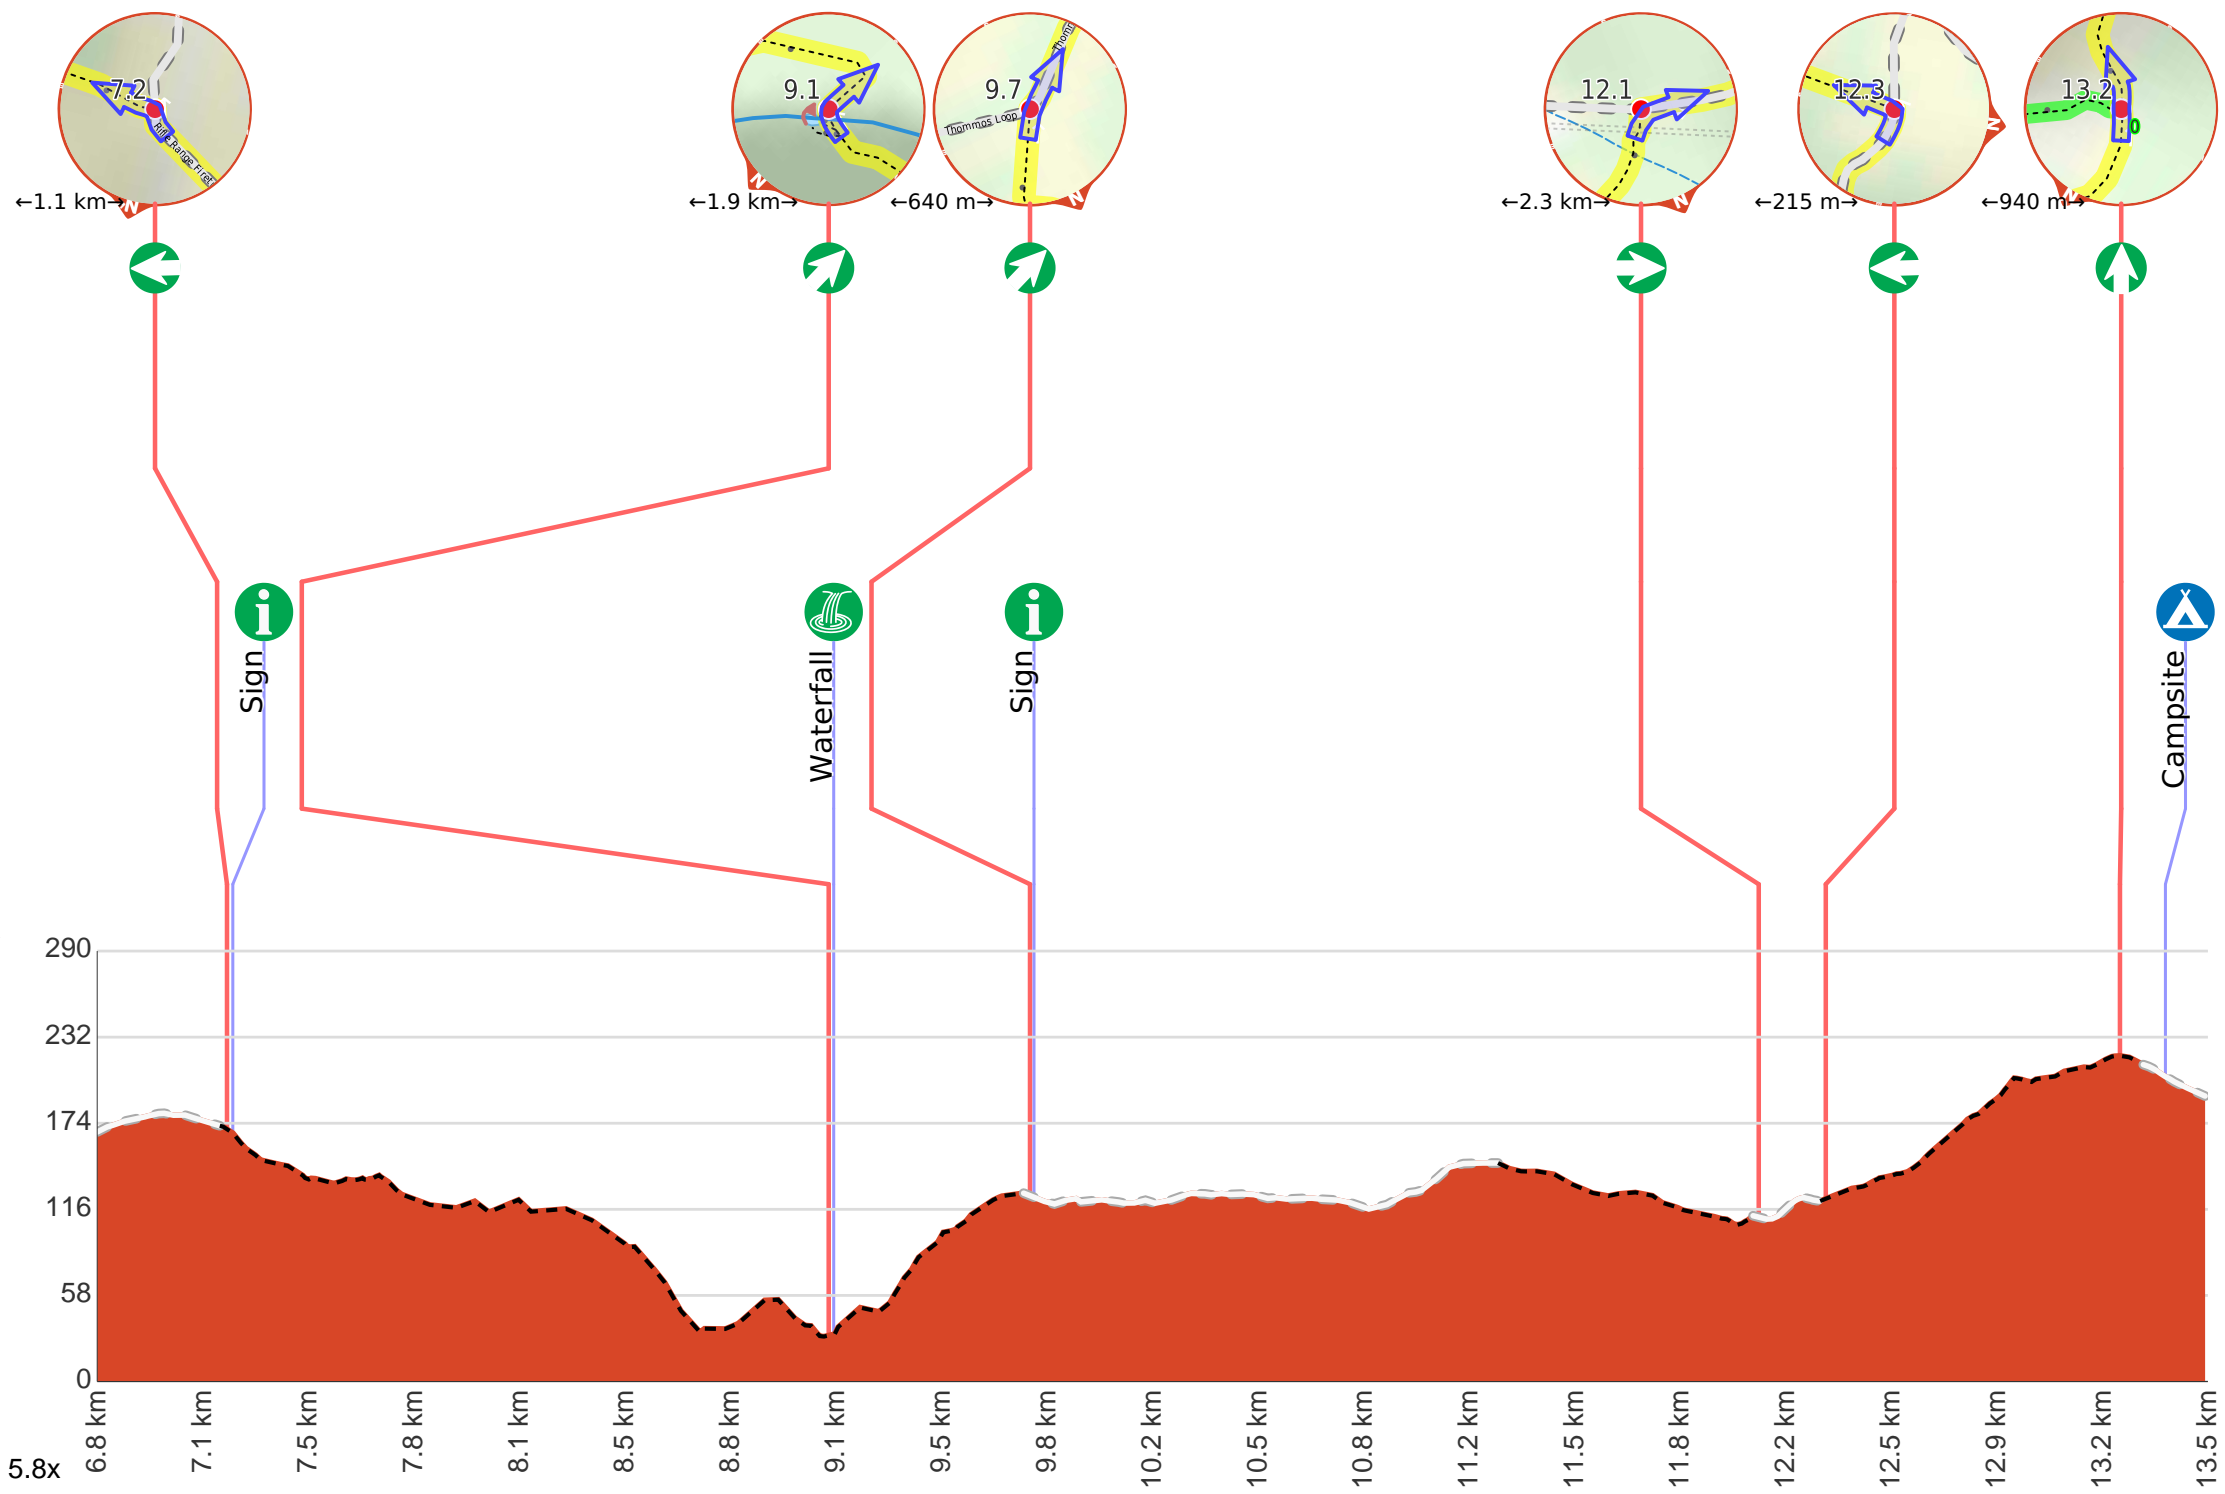 7.2
9.1
9.7
12.1
12.3
13.2
Thommos Loop
0
N
N
N
N
N
N
←1.1 km→
←1.9 km→
←640 m→
←2.3 km→
←215 m→
←940 m→
Sign
Waterfall
Sign
Campsite
290
232
174
116
58
0
6.8 km
7.1 km
7.5 km
7.8 km
8.1 km
8.5 km
8.8 km
9.1 km
9.5 km
9.8 km
10.2 km
10.5 km
10.8 km
11.2 km
11.5 km
11.8 km
12.2 km
12.5 km
12.9 km
13.2 km
13.5 km
5.8x